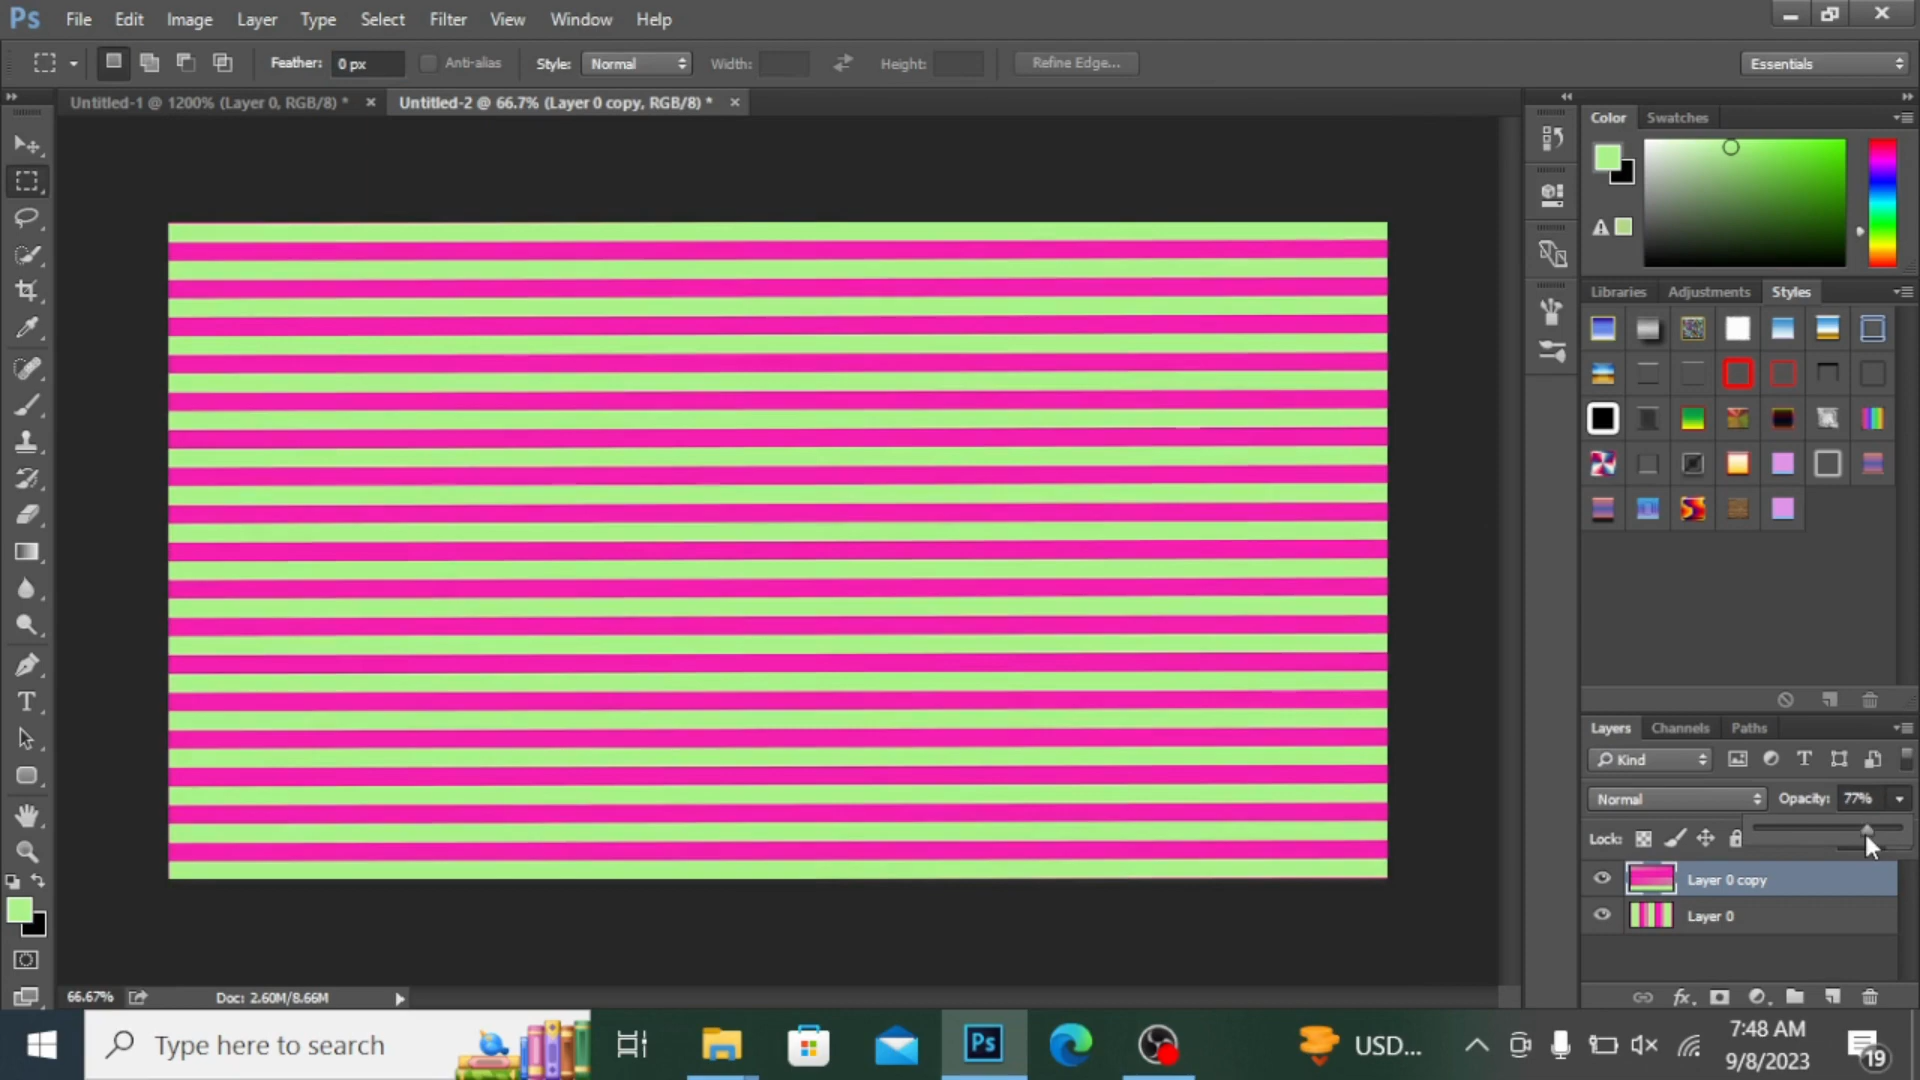 Ps File Edit Image Layer Type Select Filter View Window Help
Feather: 0 px Anti-alias Style: Normal Width: Height: Refine Edge... Essentials
Untitled-1 @ 1200% (Layer 0, RGB/8) * × Untitled-2 @ 66.7% (Layer 0 copy, RGB/8) * ×
Color Swatches
Libraries Adjustments Styles
Layers Channels Paths
Kind
Normal Opacity: 77%
Lock:
Layer 0 copy
Layer 0
66.67% Doc: 2.60M/8.66M
Type here to search
Ps
USD...
7:48 AM
9/8/2023
19